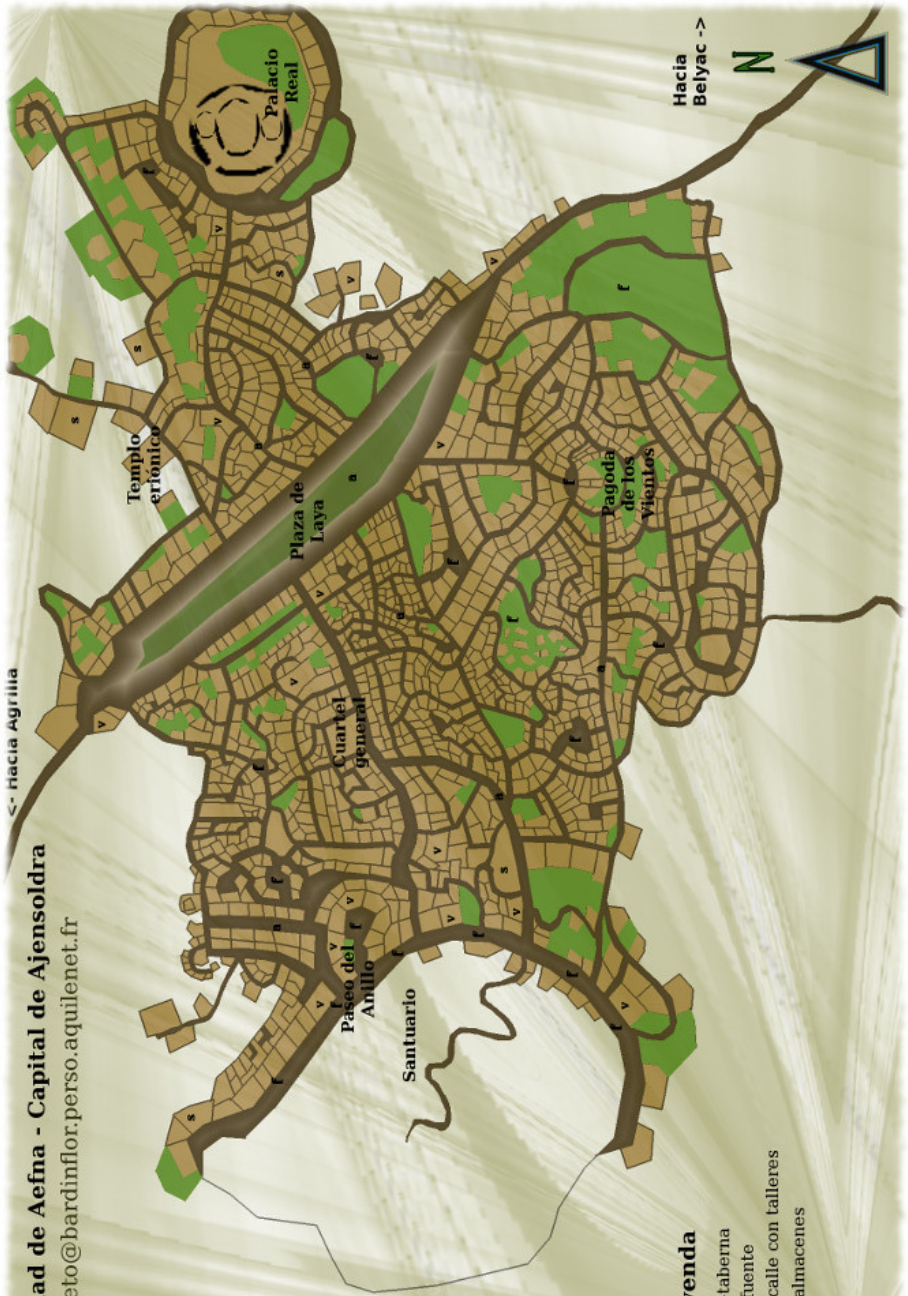 <- Hacia Agrilia
ad de Aefna - Capital de Ajensoldra
eto@bardinflor.perso.aquilenet.fr
Templo
eriónico
Palacio
Real
Plaza de
Laya
Cuartel
general
Paseo del
Anillo
Santuario
Pagoda
de los
Vientos
Hacia
Belyac ->
N
yenda
taberna
fuente
calle con talleres
almacenes